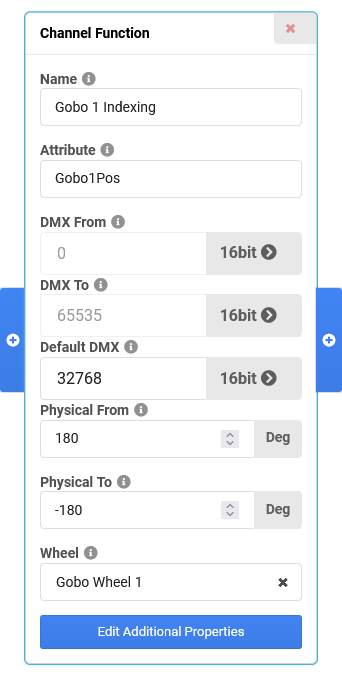 Channel Function
Name
Gobo 1 Indexing
Attribute
Gobo1Pos
DMX From
0 16bit
DMX To
65535 16bit
Default DMX
32768 16bit
Physical From
180 Deg
Physical To
-180 Deg
Wheel
Gobo Wheel 1
Edit Additional Properties